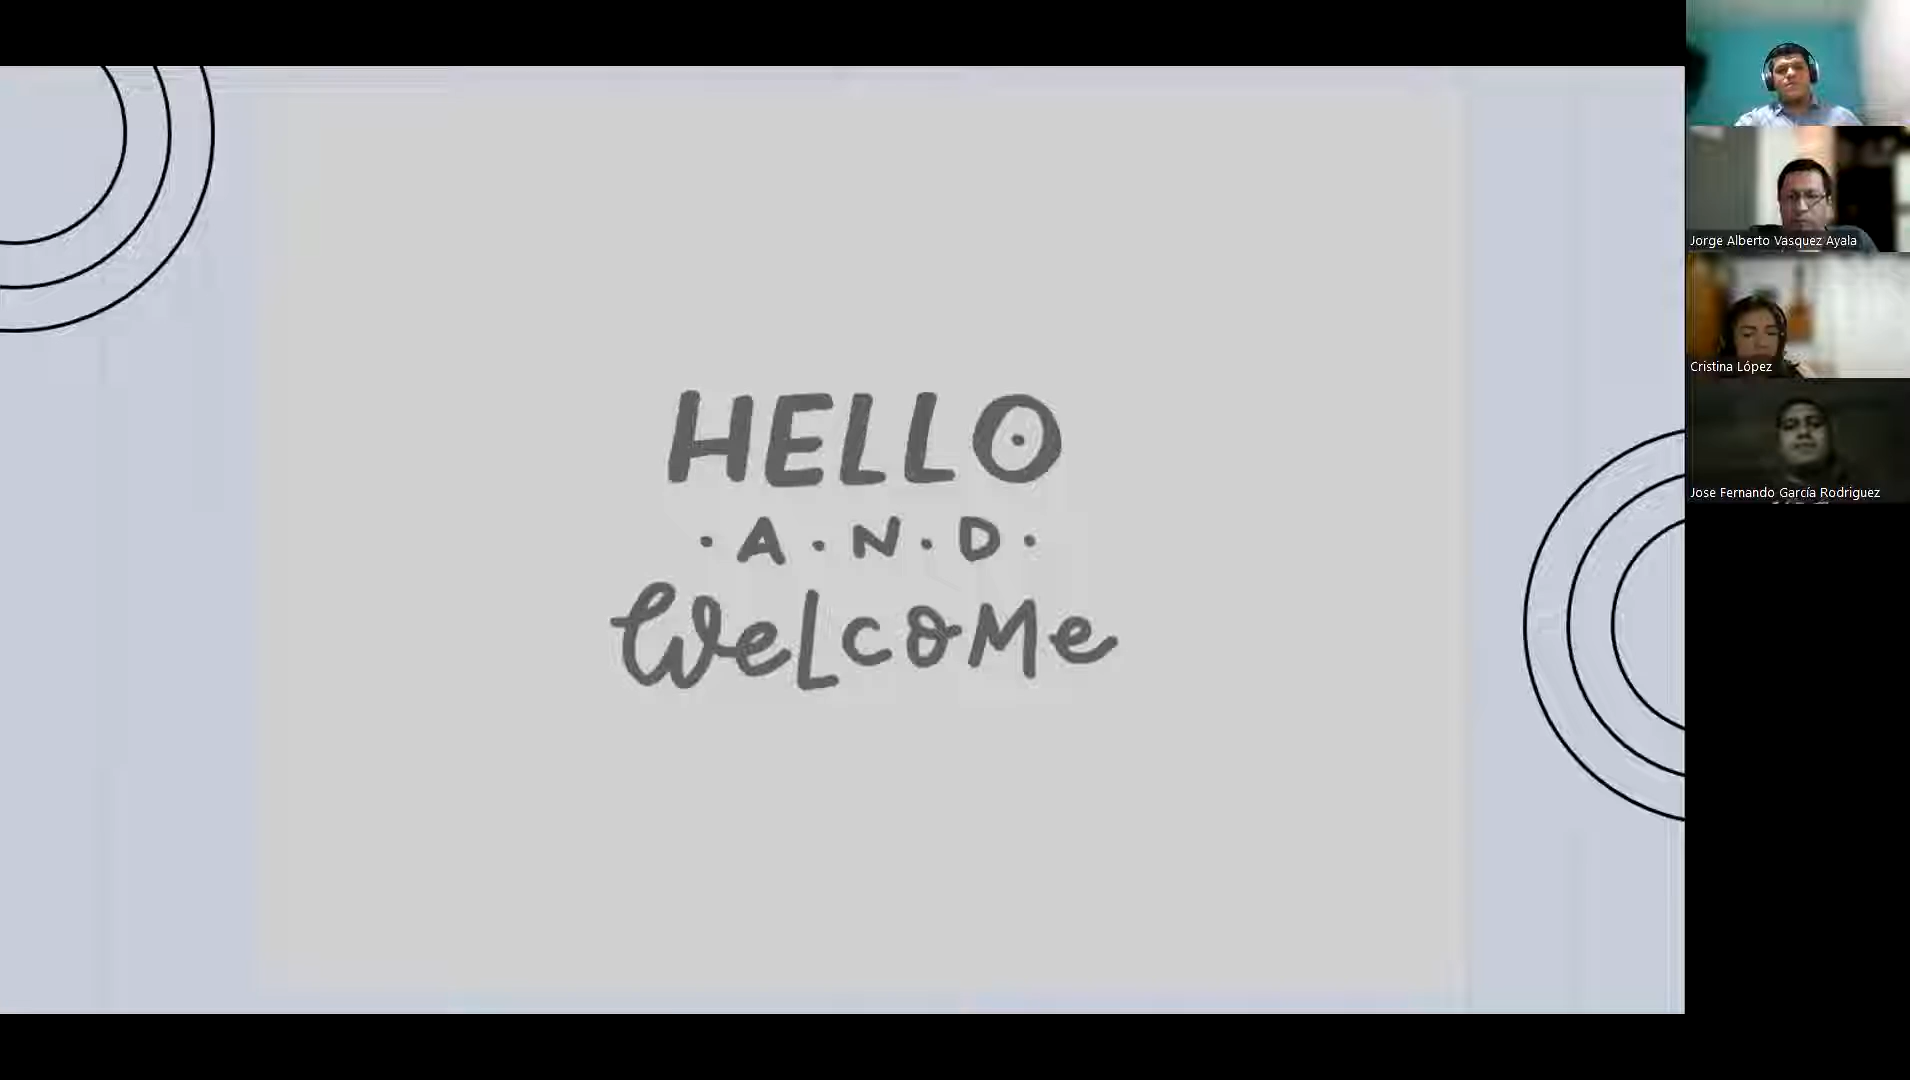 HELLO
· A · N · D ·
WeLcoMe
Jorge Alberto Vasquez Ayala
Cristina López
Jose Fernando García Rodriguez